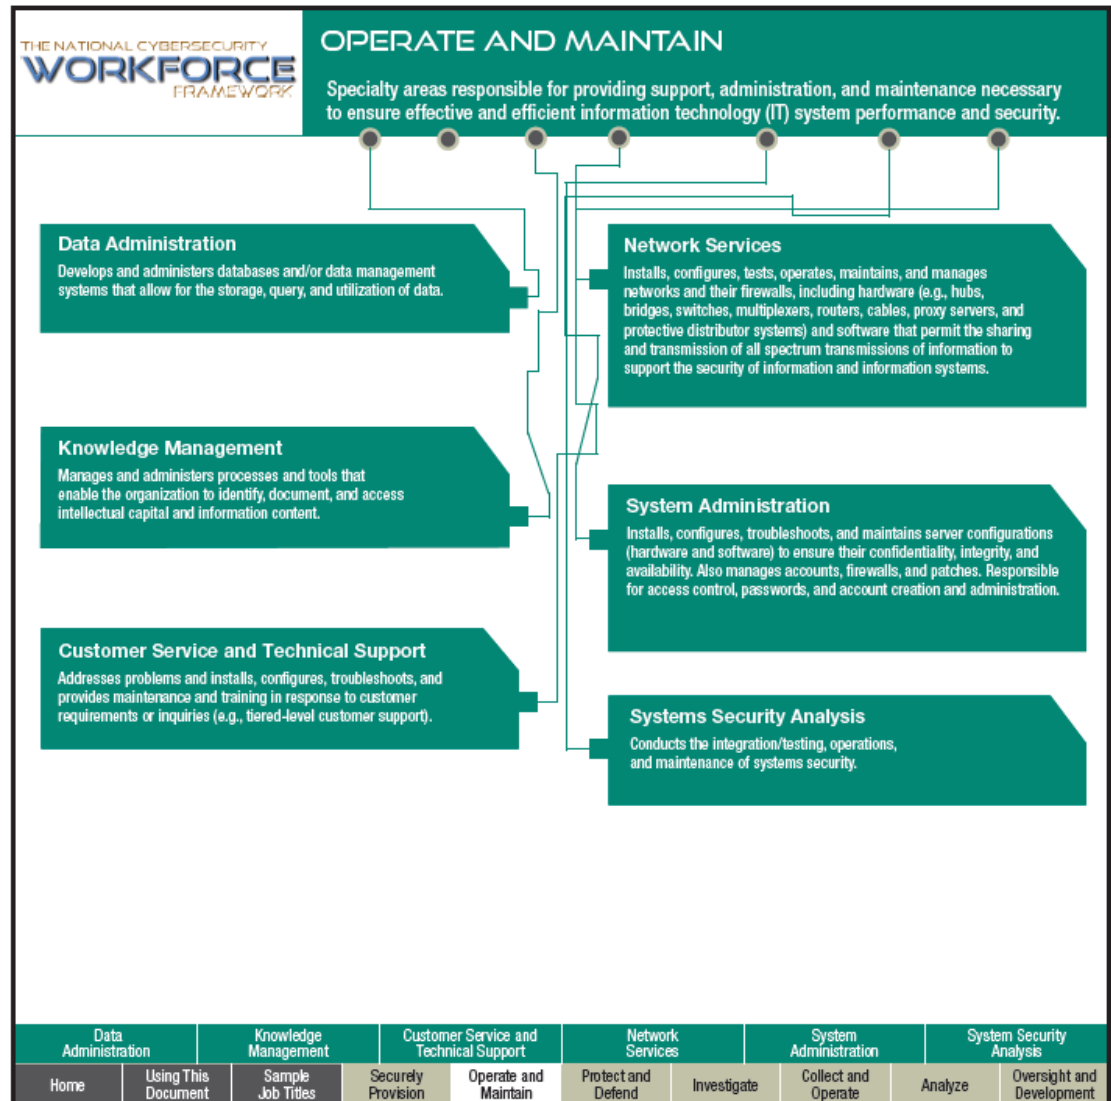 THE NATIONAL CYBERSECURITY
WORKFORCE
FRAMEWORK
OPERATE AND MAINTAIN
Specialty areas responsible for providing support, administration, and maintenance necessary
to ensure effective and efficient information technology (IT) system performance and security.
Data Administration
Develops and administers databases and/or data management
systems that allow for the storage, query, and utilization of data.
Knowledge Management
Manages and administers processes and tools that
enable the organization to identify, document, and access
intellectual capital and information content.
Customer Service and Technical Support
Addresses problems and installs, configures, troubleshoots, and
provides maintenance and training in response to customer
requirements or inquiries (e.g., tiered-level customer support).
Network Services
Installs, configures, tests, operates, maintains, and manages
networks and their firewalls, including hardware (e.g., hubs,
bridges, switches, multiplexers, routers, cables, proxy servers, and
protective distributor systems) and software that permit the sharing
and transmission of all spectrum transmissions of information to
support the security of information and information systems.
System Administration
Installs, configures, troubleshoots, and maintains server configurations
(hardware and software) to ensure their confidentiality, integrity, and
availability. Also manages accounts, firewalls, and patches. Responsible
for access control, passwords, and account creation and administration.
Systems Security Analysis
Conducts the integration/testing, operations,
and maintenance of systems security.
Data
Administration
Knowledge
Management
Customer Service and
Technical Support
Network
Services
System
Administration
System Security
Analysis
Home
Using This
Document
Sample
Job Titles
Securely
Provision
Operate and
Maintain
Protect and
Defend
Investigate
Collect and
Operate
Analyze
Oversight and
Development